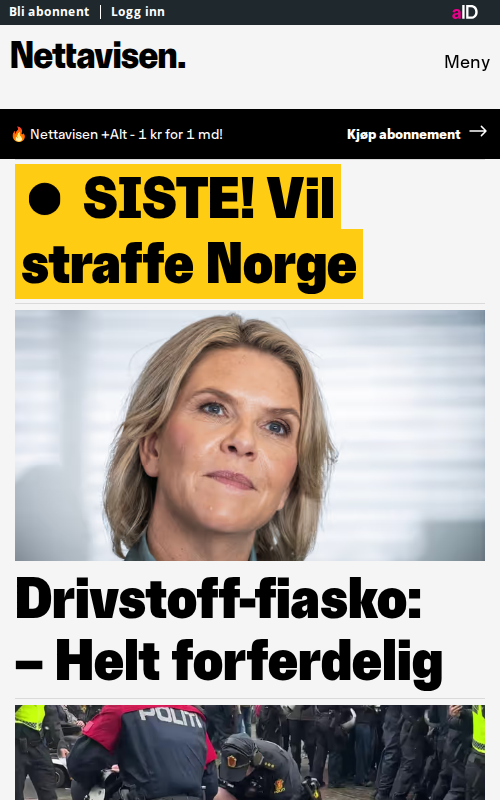 Bli abonnent | Logg inn
aID
Nettavisen.
Meny
🔥 Nettavisen +Alt - 1 kr for 1 md!
Kjøp abonnement →
● SISTE! Vil
straffe Norge
Drivstoff-fiasko:
– Helt forferdelig
POLITI